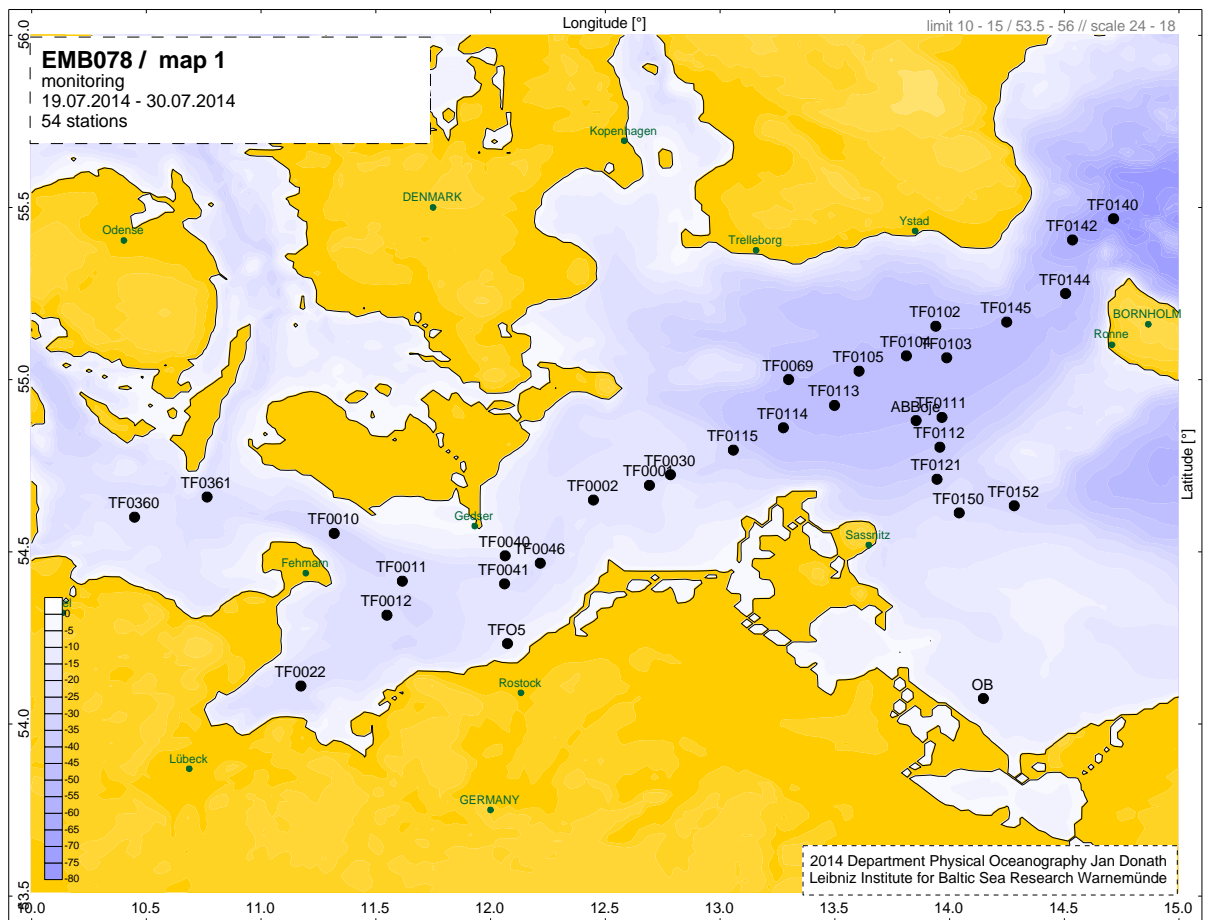 Longitude [°]
limit 10 - 15 / 53.5 - 56 // scale 24 - 18
56.0
EMB078 / map 1
monitoring
19.07.2014 - 30.07.2014
54 stations
Kopenhagen
DENMARK
55.5
Odense
Trelleborg
Ystad
TF0140
TF0142
TF0144
BORNHOLM
TF0102
TF0145
Ronne
TF0104
TF0103
TF0105
TF0069
55.0
TF0113
ABBoje
TF0111
TF0114
TF0115
TF0112
Latitude [°]
TF0030
TF0001
TF0121
TF0361
TF0002
TF0150
TF0152
TF0360
TF0010
Gedser
54.5
TF0040
TF0046
Sassnitz
Fehmarn
TF0011
TF0041
TF0012
TFO5
TF0022
Rostock
OB
54.0
Lübeck
GERMANY
0
-5
-10
-15
-20
-25
-30
-35
-40
-45
-50
-55
-60
-65
-70
-75
-80
2014 Department Physical Oceanography Jan Donath
Leibniz Institute for Baltic Sea Research Warnemünde
53.5
10.0 10.5 11.0 11.5 12.0 12.5 13.0 13.5 14.0 14.5 15.0